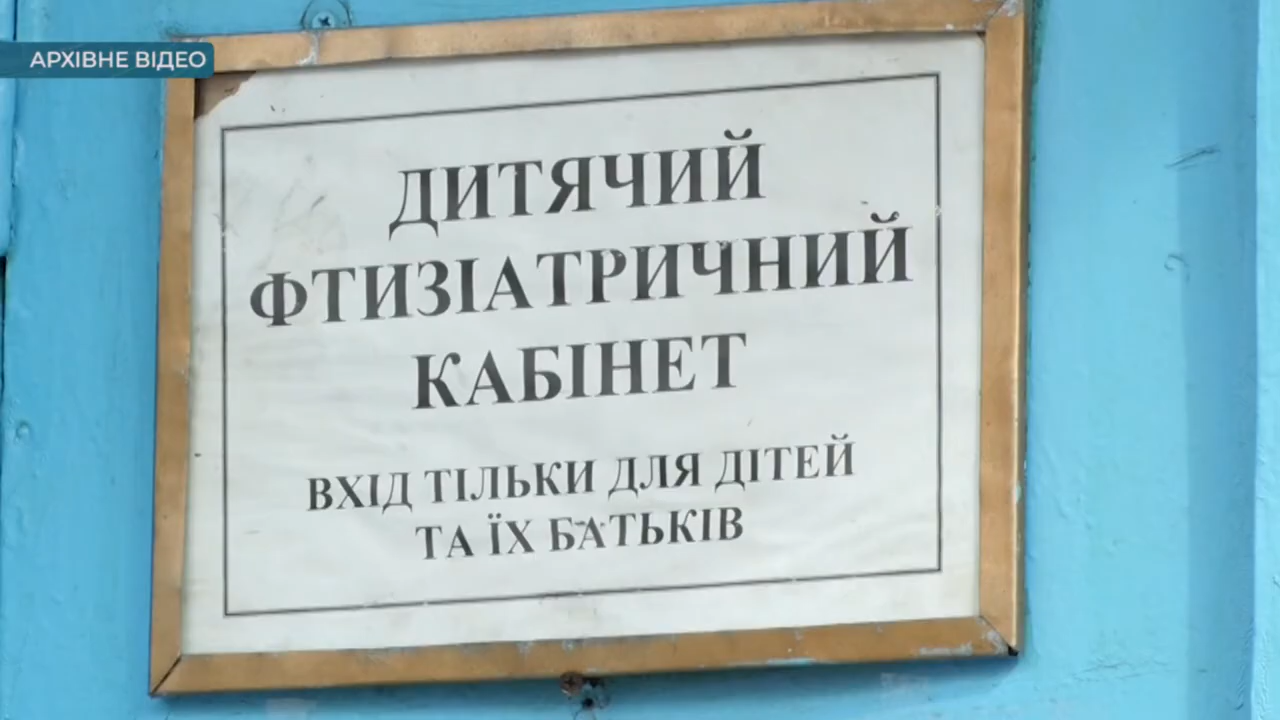 АРХІВНЕ ВІДЕО
ДИТЯЧИЙ
ФТИЗІАТРИЧНИЙ
КАБІНЕТ
ВХІД ТІЛЬКИ ДЛЯ ДІТЕЙ
ТА ЇХ БАТЬКІВ